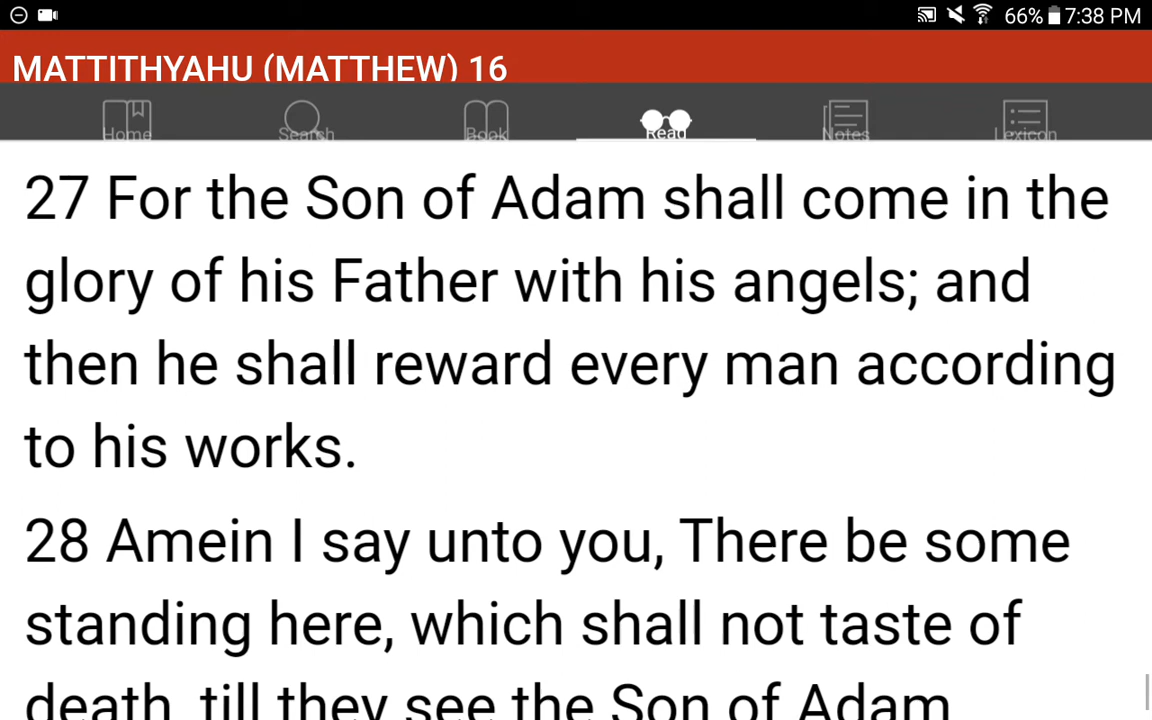 66% 7:38 PM
MATTITHYAHU (MATTHEW) 16
Home Search Book Read Notes Lexicon
27 For the Son of Adam shall come in the
glory of his Father with his angels; and
then he shall reward every man according
to his works.
28 Amein I say unto you, There be some
standing here, which shall not taste of
death, till they see the Son of Adam